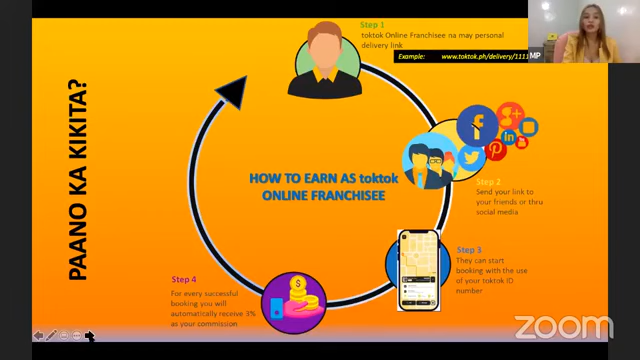 PAANO KA KIKITA?
Step 1
toktok Online Franchisee na may personal
delivery link
Example: www.toktok.ph/delivery/1111
MP
HOW TO EARN AS toktok
ONLINE FRANCHISEE
Step 2
Send your link to
your friends or thru
social media
Step 3
They can start
booking with the use
of your toktok ID
number
Step 4
For every successful
booking you will
automatically receive 3%
as your commission
zoom